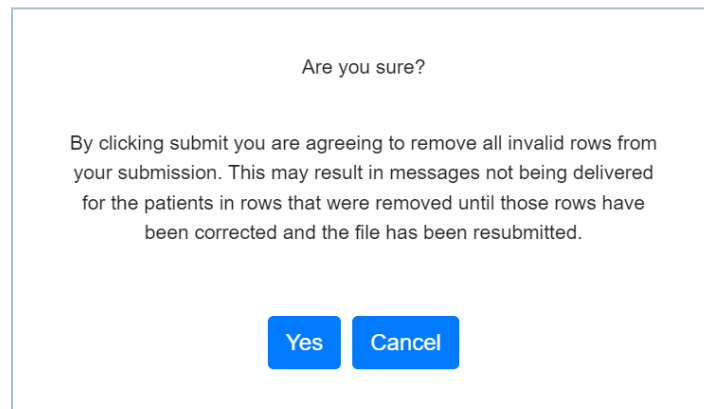 Are you sure?
By clicking submit you are agreeing to remove all invalid rows from
your submission. This may result in messages not being delivered
for the patients in rows that were removed until those rows have
been corrected and the file has been resubmitted.
Yes Cancel